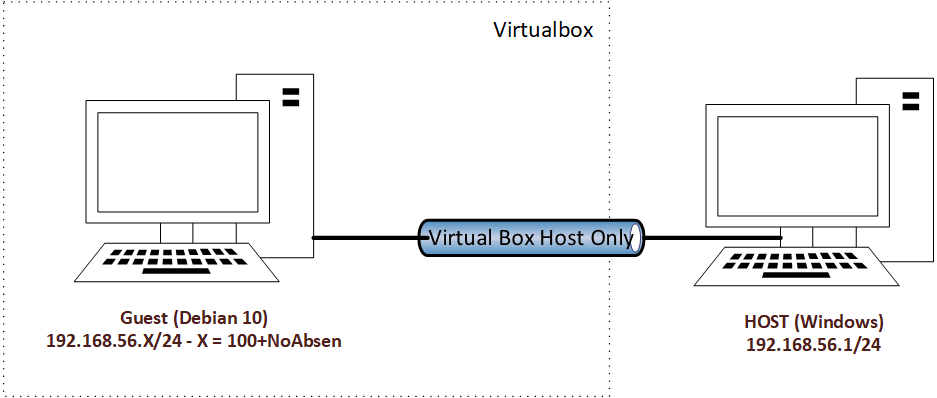 Virtualbox
Virtual Box Host Only
Guest (Debian 10)
192.168.56.X/24 - X = 100+NoAbsen
HOST (Windows)
192.168.56.1/24